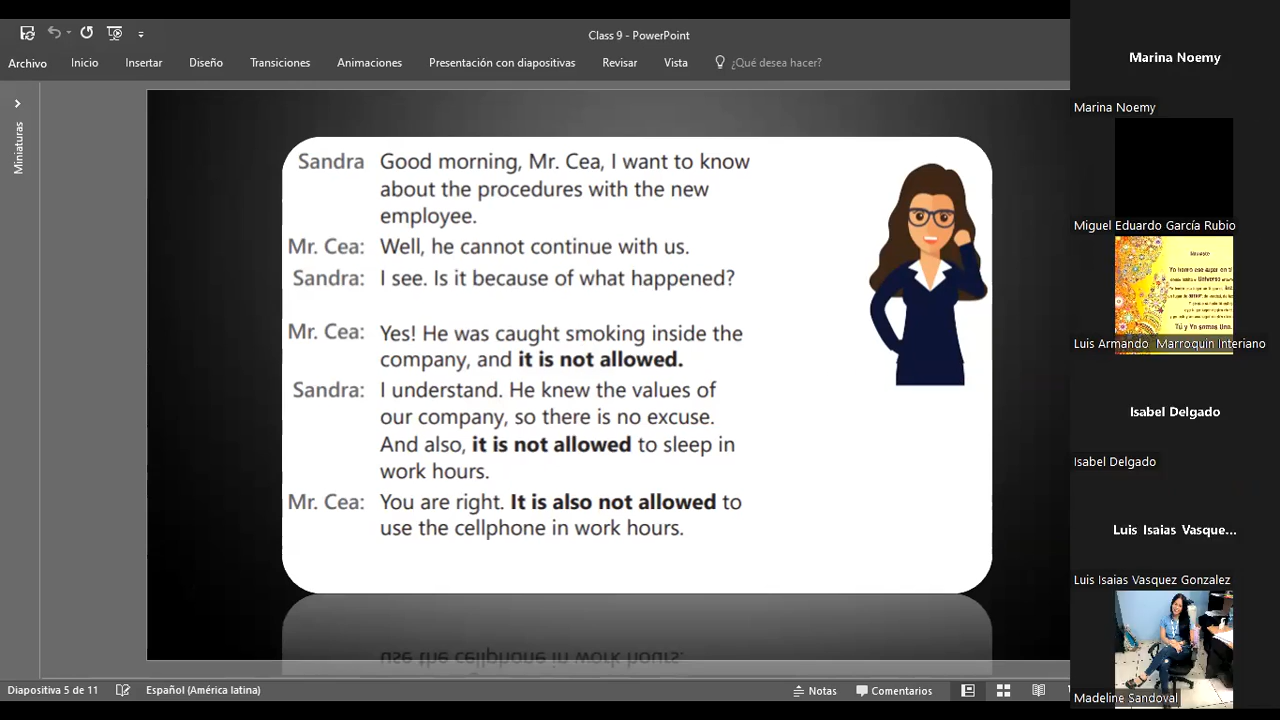 Class 9 - PowerPoint
Archivo Inicio Insertar Diseño Transiciones Animaciones Presentación con diapositivas Revisar Vista ¿Qué desea hacer?
Miniaturas
Sandra Good morning, Mr. Cea, I want to know
about the procedures with the new
employee.
Mr. Cea: Well, he cannot continue with us.
Sandra: I see. Is it because of what happened?
Mr. Cea: Yes! He was caught smoking inside the
company, and it is not allowed.
Sandra: I understand. He knew the values of
our company, so there is no excuse.
And also, it is not allowed to sleep in
work hours.
Mr. Cea: You are right. It is also not allowed to
use the cellphone in work hours.
Diapositiva 5 de 11 Español (América latina) Notas Comentarios
Marina Noemy
Marina Noemy
Miguel Eduardo García Rubio
Tú y Yo somos Uno.
Luis Armando Marroquin Interiano
Isabel Delgado
Isabel Delgado
Luis Isaias Vasque...
Luis Isaias Vasquez Gonzalez
Madeline Sandoval